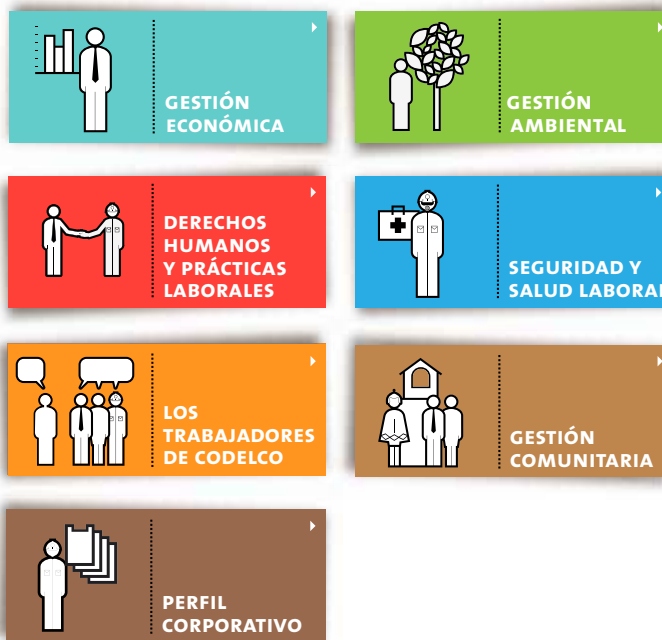 GESTIÓN
ECONÓMICA
GESTIÓN
AMBIENTAL
DERECHOS
HUMANOS
Y PRÁCTICAS
LABORALES
SEGURIDAD Y
SALUD LABORAL
LOS
TRABAJADORES
DE CODELCO
GESTIÓN
COMUNITARIA
PERFIL
CORPORATIVO